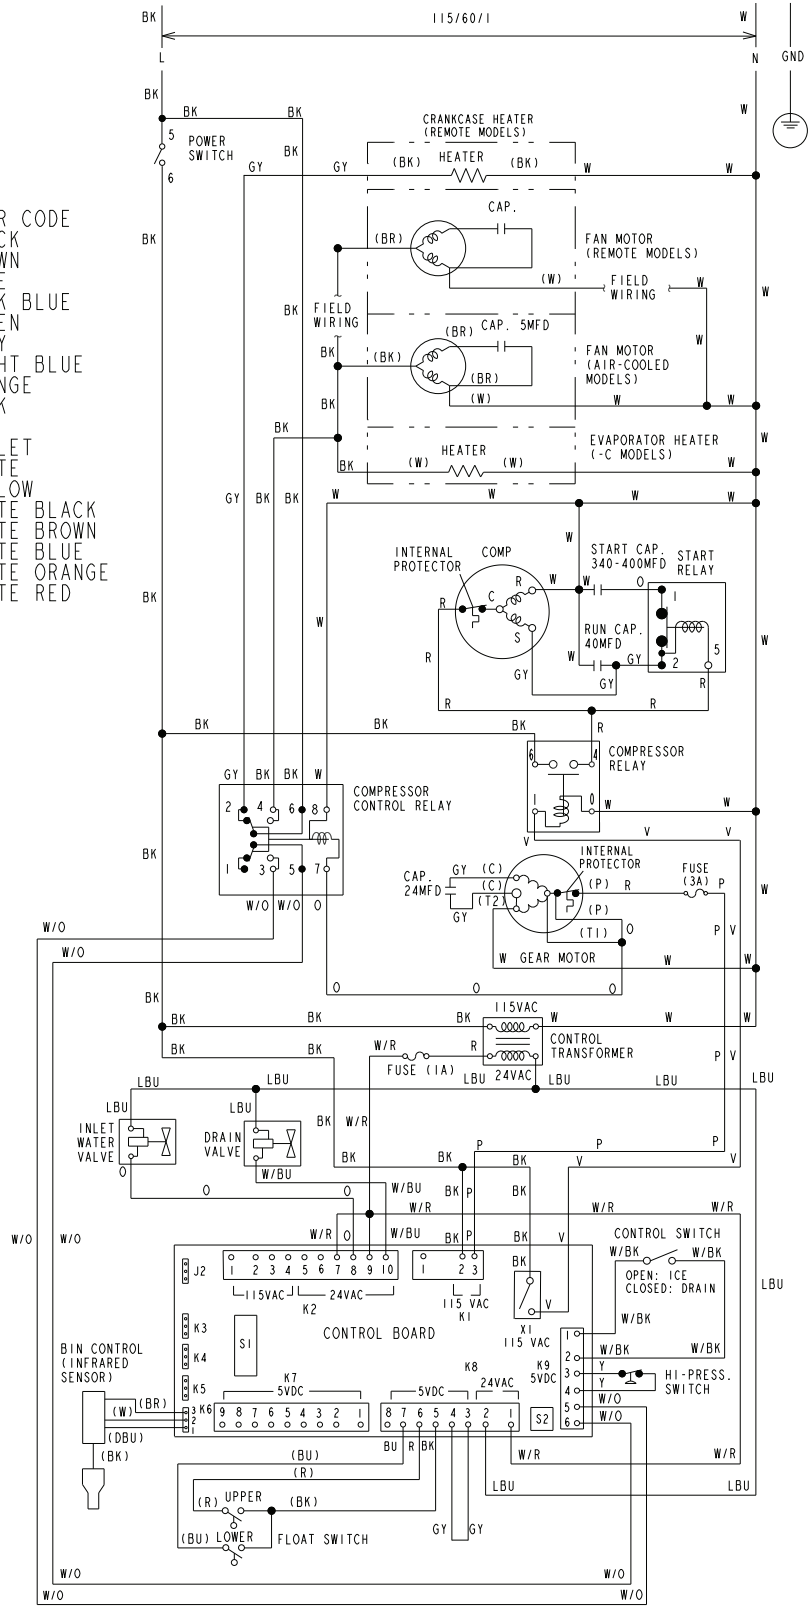 BK
115/60/1
W
L
N
GND
BK
BK
BK
W
5
POWER
SWITCH
6
BK
CRANKCASE HEATER
(REMOTE MODELS)
GY
GY
(BK)
HEATER
(BK)
W
W
R CODE
CK
WN
E
K BLUE
EN
Y
HT BLUE
NGE
K
LET
TE
LOW
TE BLACK
TE BROWN
TE BLUE
TE ORANGE
TE RED
BK
(BR)
CAP.
FAN MOTOR
(REMOTE MODELS)
(W)
FIELD
WIRING
W
W
BK
FIELD
WIRING
W
(BR)
CAP. 5MFD
BK
(BK)
(BR)
(W)
FAN MOTOR
(AIR-COOLED
MODELS)
W
W
BK
BK
W
BK
(W)
HEATER
(W)
EVAPORATOR HEATER
(-C MODELS)
W
GY
BK
BK
W
W
W
W
W
INTERNAL
PROTECTOR
COMP
START CAP.
340-400MFD
START
RELAY
R
C
R
S
W
W
0
1
BK
W
R
RUN CAP.
40MFD
W
GY
GY
GY
2
5
R
W
R
R
R
BK
BK
BK
6
4
COMPRESSOR
RELAY
1
0
W
W
V
V
V
GY
BK
BK
W
COMPRESSOR
CONTROL RELAY
2
4
6
8
1
3
5
7
W/O
W/O
O
BK
CAP.
24MFD
GY
(C)
(C)
GY
(T2)
INTERNAL
PROTECTOR
(P)
R
FUSE
(3A)
P
(P)
(T1)
O
P
V
W
W
GEAR MOTOR
W
W
W/O
W/O
O
O
O
BK
BK
BK
BK
115VAC
W
W
CONTROL
TRANSFORMER
24VAC
BK
BK
W/R
FUSE (1A)
R
P
V
LBU
LBU
LBU
LBU
LBU
INLET
WATER
VALVE
LBU
DRAIN
VALVE
LBU
BK
W/R
O
W/BU
BK
BK
P
BK
P
P
V
O
O
W/BU
BK
P
BK
W/R
W/R
W/R
W/O
W/O
W/R
O
W/BU
BK
P
BK
V
CONTROL SWITCH
W/BK
W/BK
OPEN: ICE
CLOSED: DRAIN
J2
1
2
3
4
5
6
7
8
9
10
115VAC
24VAC
K2
1
2
3
115 VAC
K1
BK
V
X1
115 VAC
LBU
K3
K4
K5
S1
CONTROL BOARD
W/BK
W/BK
W/BK
BIN CONTROL
(INFRARED
SENSOR)
K7
5VDC
K8
5VDC
24VAC
K9
5VDC
1
2
3
4
5
6
Y
Y
HI-PRESS.
SWITCH
W/O
W/O
(BR)
(W)
(DBU)
(BK)
3
2
1
K6
9
8
7
6
5
4
3
2
1
8
7
6
5
4
3
2
1
S2
BU
R
BK
(BU)
(R)
W/R
W/R
LBU
LBU
(R)
UPPER
(BK)
(BU)
LOWER
FLOAT SWITCH
GY
GY
W/O
W/O
W/O
W/O